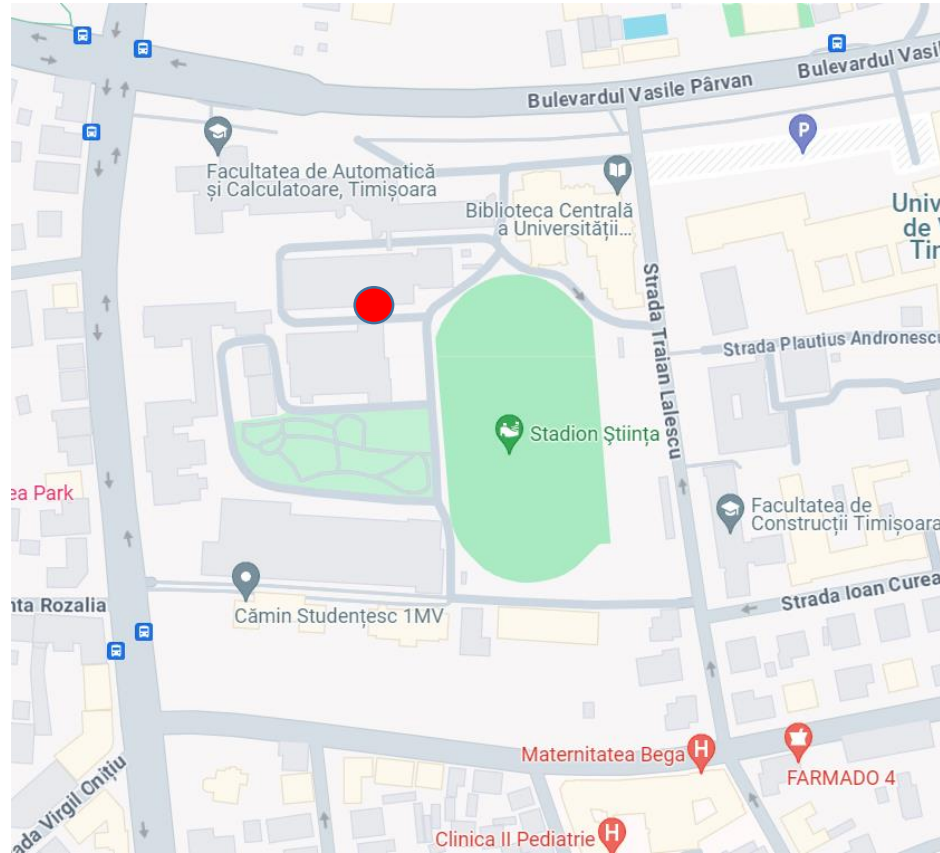 Bulevardul Vasile Pârvan
Bulevardul Vasil
P
Facultatea de Automatică
și Calculatoare, Timișoara
Biblioteca Centrală
a Universității...
Univ
de V
Tir
Strada Traian Lalescu
Strada Plautius Andronescu
Stadion Știința
ea Park
Facultatea de
Construcții Timișoara
nta Rozalia
Cămin Studențesc 1MV
Strada Ioan Curea
Maternitatea Bega
H
FARMADO 4
ada Virgil Onițiu
Clinica II Pediatrie
H